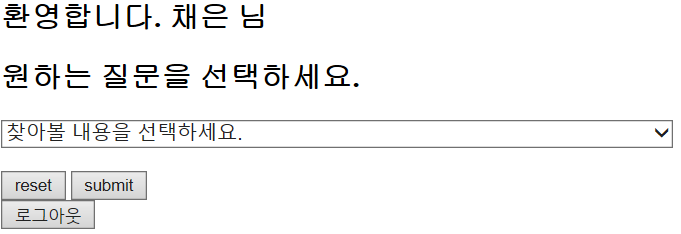 환영합니다. 채은 님
원하는 질문을 선택하세요.
찾아볼 내용을 선택하세요.
reset submit
로그아웃